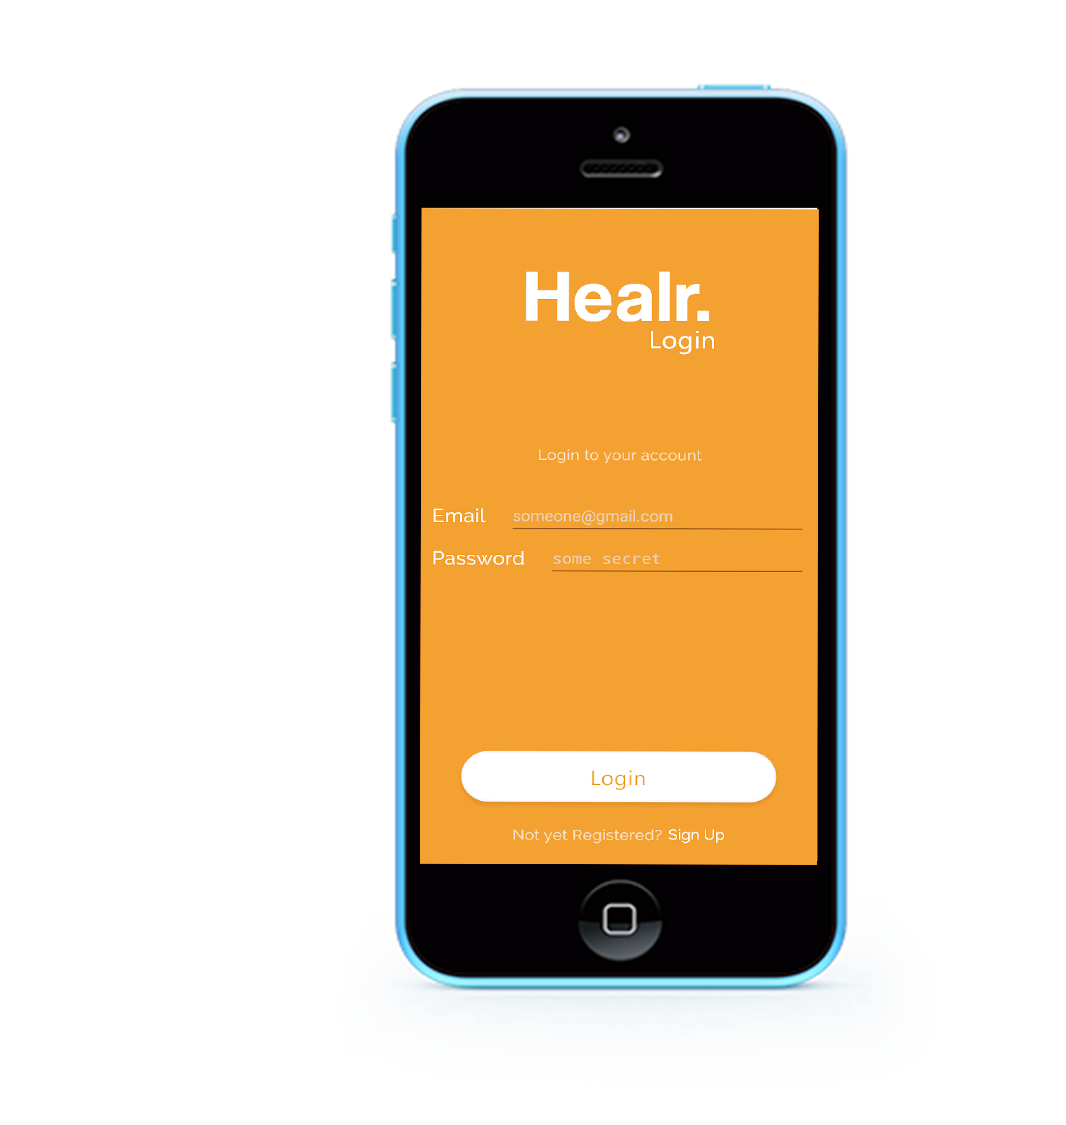 Healr.
Login
Login to your account
Email someone@gmail.com
Password some secret
Login
Not yet Registered? Sign Up